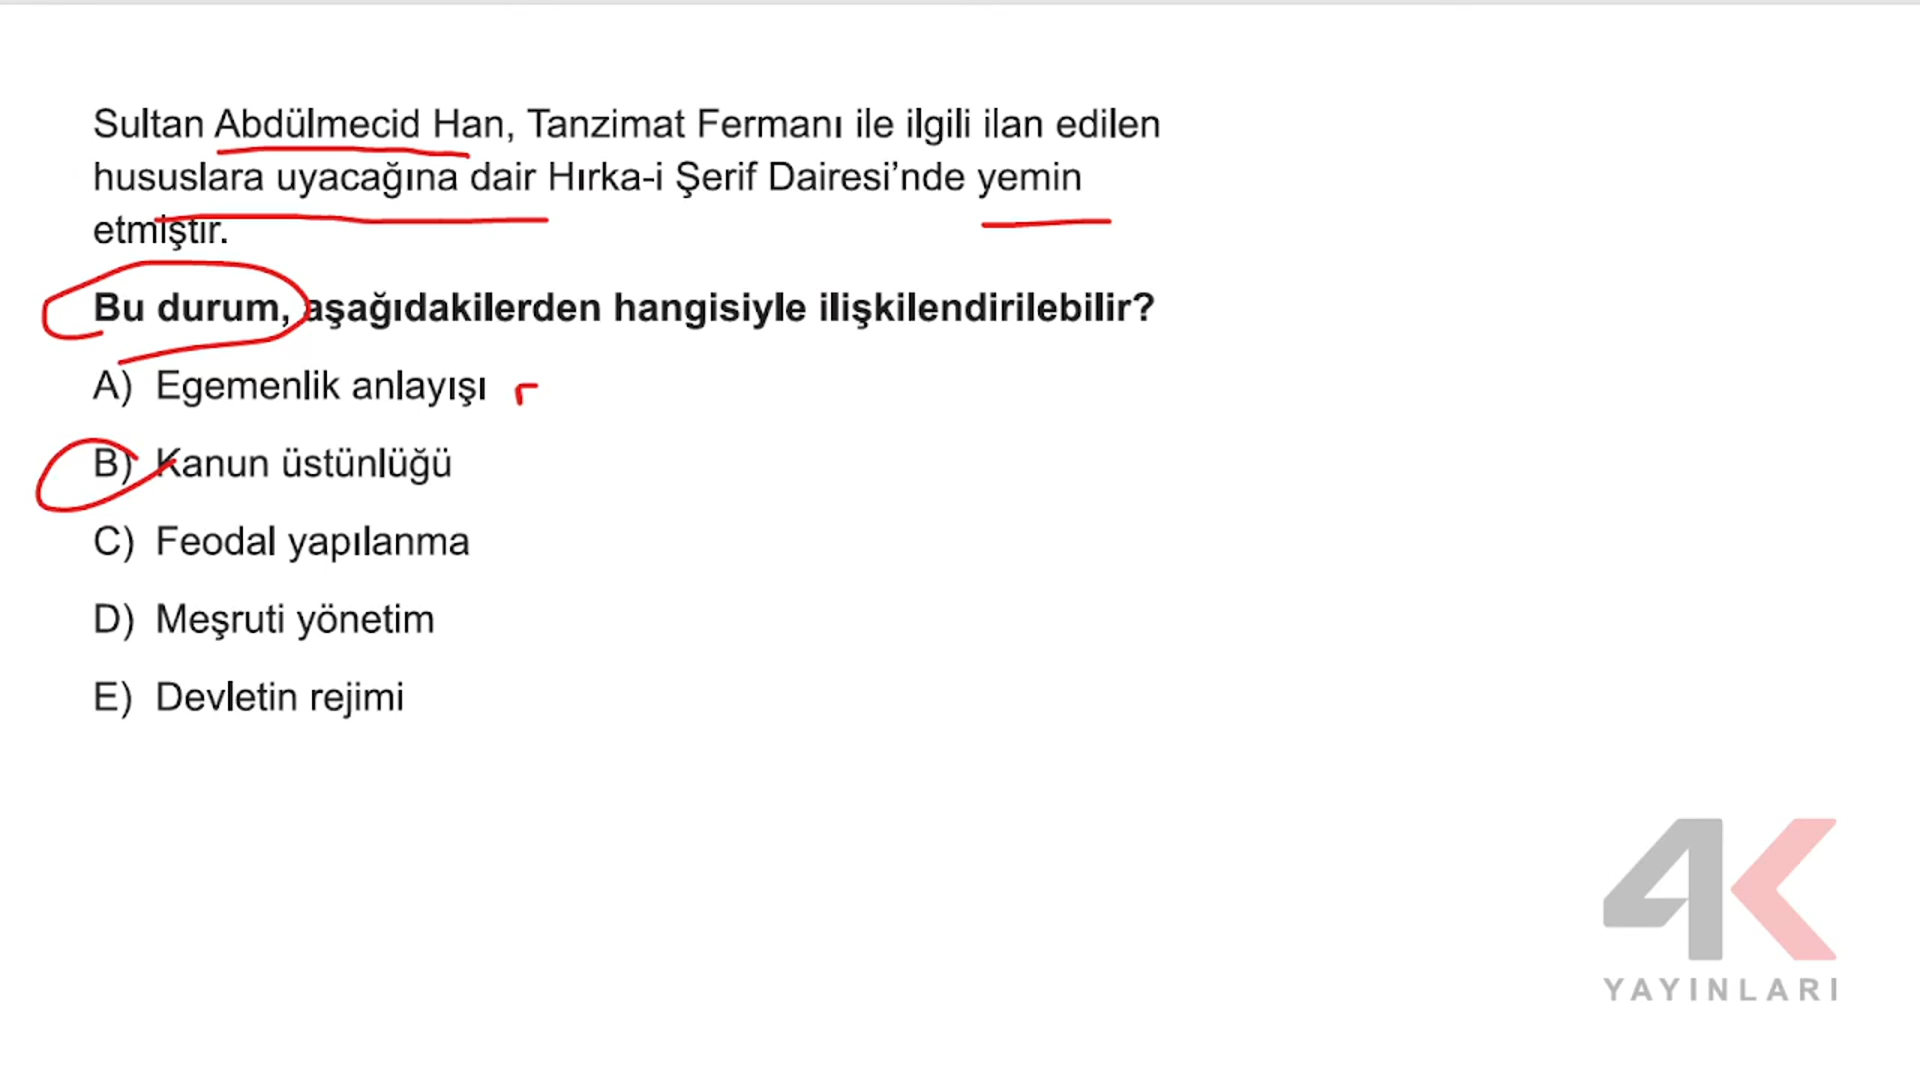 Sultan Abdülmecid Han, Tanzimat Fermanı ile ilgili ilan edilen
hususlara uyacağına dair Hırka-i Şerif Dairesi’nde yemin
etmiştir.
Bu durum, aşağıdakilerden hangisiyle ilişkilendirilebilir?
A) Egemenlik anlayışı
B) Kanun üstünlüğü
C) Feodal yapılanma
D) Meşruti yönetim
E) Devletin rejimi
4K
YAYINLARI